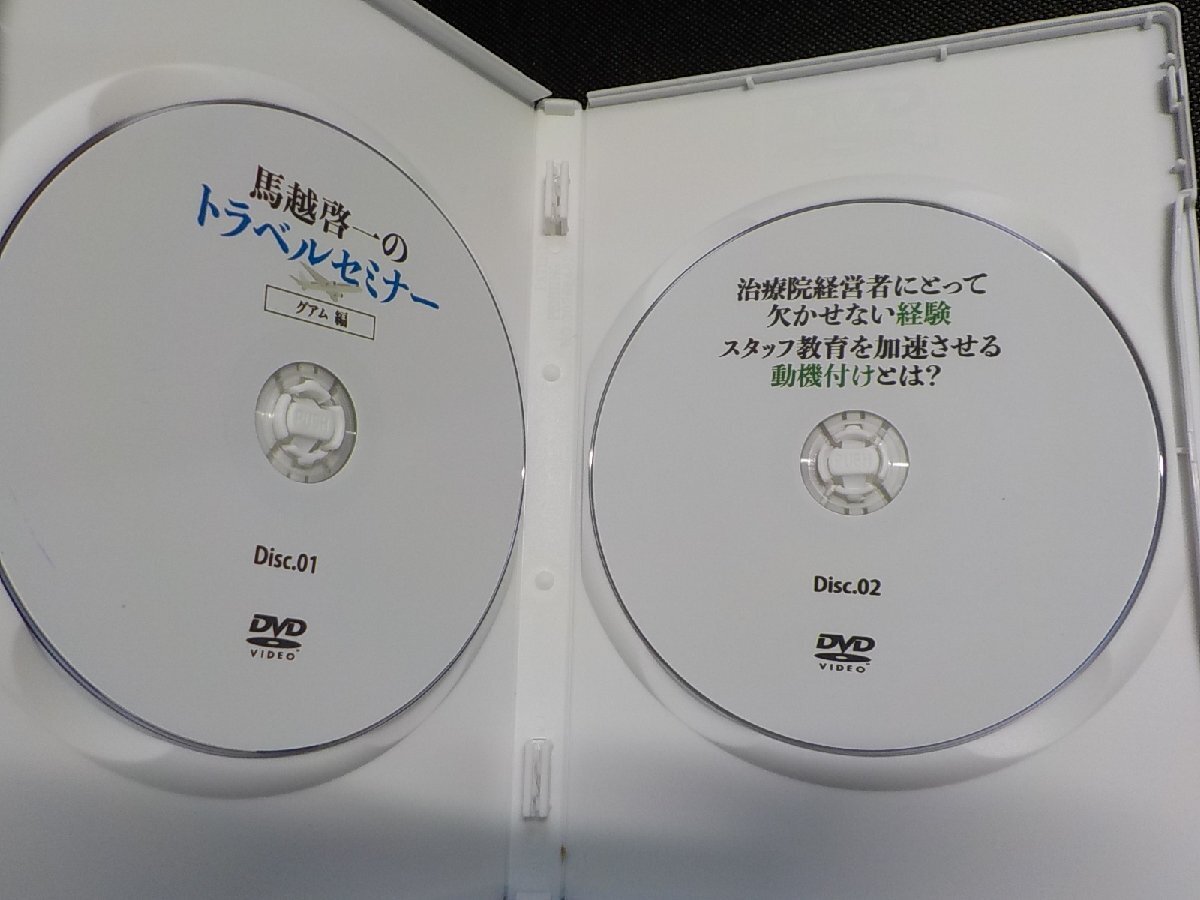 馬越啓一の
トラベルセミナー
グアム 編
Disc.01
DVD
VIDEO
治療院経営者にとって
欠かせない経験
スタッフ教育を加速させる
動機付けとは?
Disc.02
DVD
VIDEO